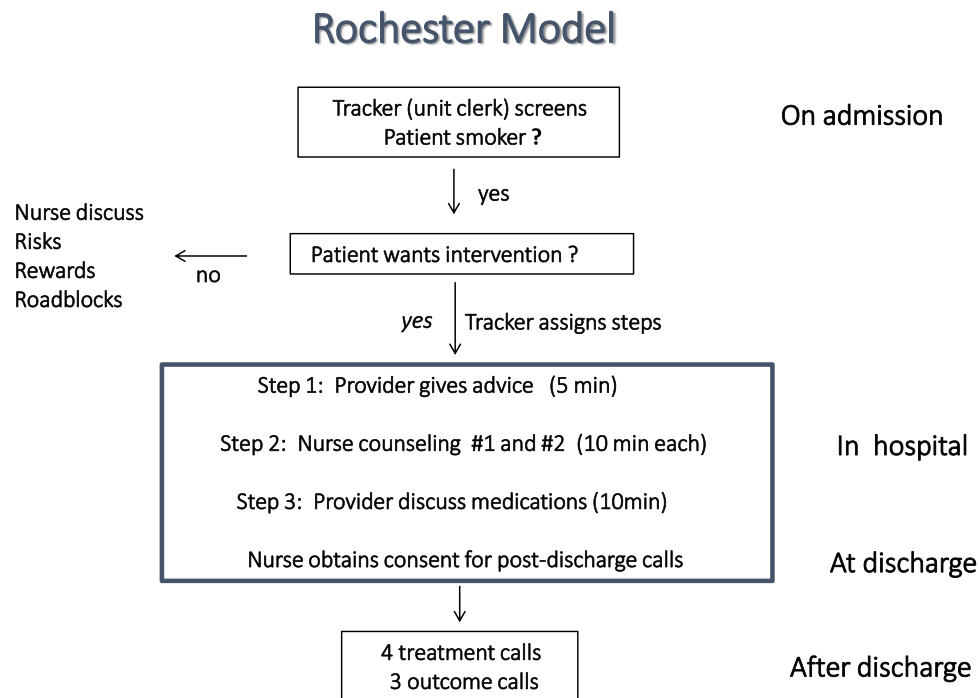 Rochester Model
Tracker (unit clerk) screens
Patient smoker ?
On admission
yes
Nurse discuss
Risks
Rewards
Roadblocks
no
Patient wants intervention ?
yes
Tracker assigns steps
Step 1: Provider gives advice (5 min)
Step 2: Nurse counseling #1 and #2 (10 min each)
In hospital
Step 3: Provider discuss medications (10min)
Nurse obtains consent for post-discharge calls
At discharge
4 treatment calls
3 outcome calls
After discharge